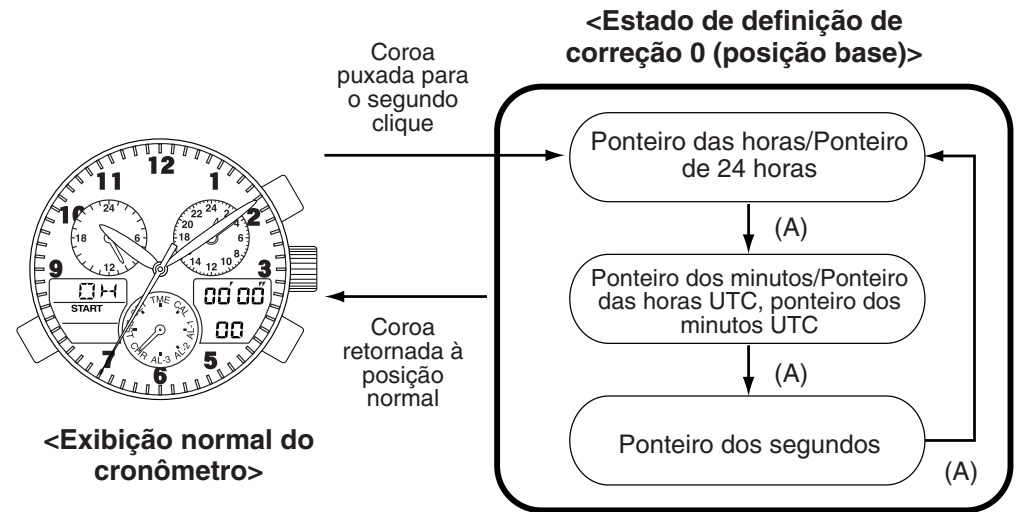 <Estado de definição de
correção 0 (posição base)>
Coroa
puxada para
o segundo
clique
Ponteiro das horas/Ponteiro
de 24 horas
(A)
Ponteiro dos minutos/Ponteiro
das horas UTC, ponteiro dos
minutos UTC
(A)
Ponteiro dos segundos
(A)
Coroa
retornada à
posição
normal
12
11
1
10
2
24
18
6
12
22 24 2
20 4
18 6
14 12 10 8
9
3
0H
START
00'00"
00
TME CAL AL-1 AL-2 AL-3 CHR
7
6
5
<Exibição normal do
cronômetro>